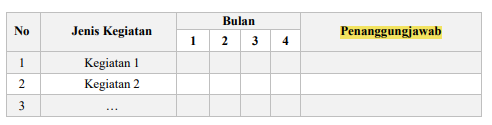 No Jenis Kegiatan Bulan Penanggungjawab
1 2 3 4
1 Kegiatan 1
2 Kegiatan 2
3 ...